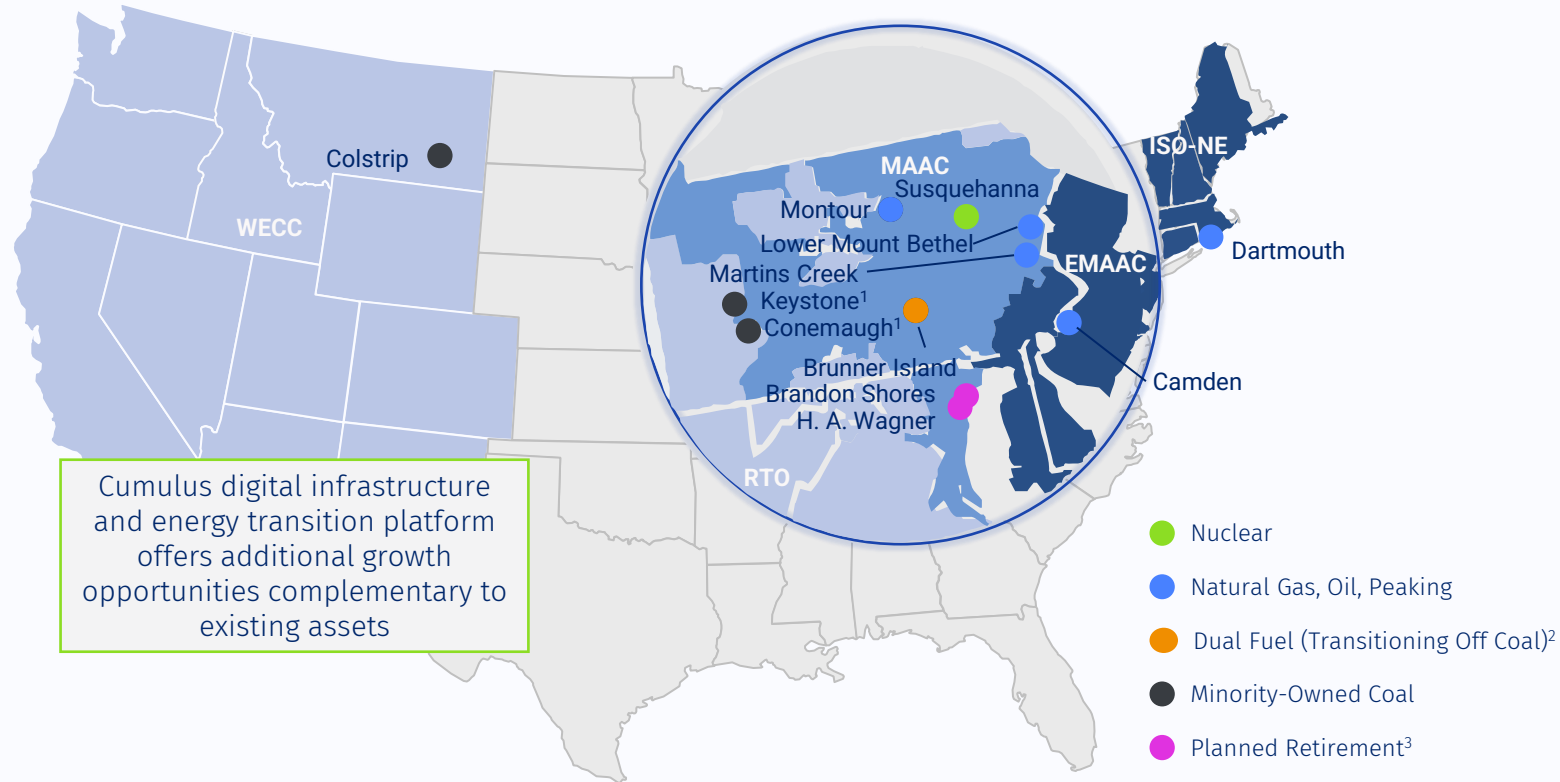 ISO-NE
MAAC
Colstrip
Susquehanna
Montour
WECC
Lower Mount Bethel
Dartmouth
EMAAC
Martins Creek
Keystone¹
Conemaugh¹
Brunner Island
Camden
Brandon Shores
H. A. Wagner
RTO
Cumulus digital infrastructure
and energy transition platform
offers additional growth
opportunities complementary to
existing assets
Nuclear
Natural Gas, Oil, Peaking
Dual Fuel (Transitioning Off Coal)²
Minority-Owned Coal
Planned Retirement³